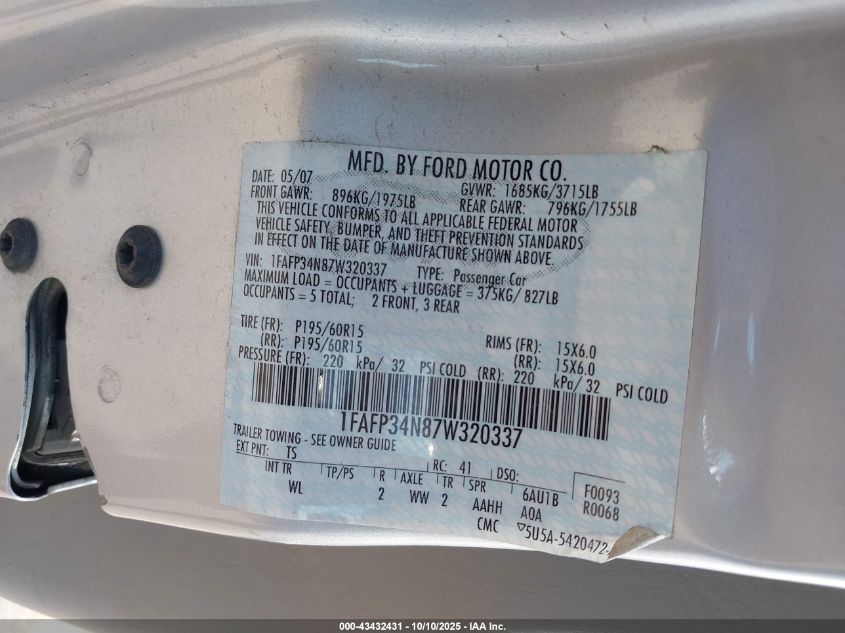 MFD. BY FORD MOTOR CO.
DATE: 05/07 GVWR: 1685KG/3715LB
FRONT GAWR: 896KG/1975LB REAR GAWR: 796KG/1755LB
THIS VEHICLE CONFORMS TO ALL APPLICABLE FEDERAL MOTOR
VEHICLE SAFETY, BUMPER, AND THEFT PREVENTION STANDARDS
IN EFFECT ON THE DATE OF MANUFACTURE SHOWN ABOVE.
VIN: 1FAFP34N87W320337 TYPE: Passenger Car
MAXIMUM LOAD = OCCUPANTS + LUGGAGE = 375KG/ 827LB
OCCUPANTS = 5 TOTAL; 2 FRONT, 3 REAR
TIRE (FR): P195/60R15 RIMS (FR): 15X6.0
(RR): P195/60R15 (RR): 15X6.0
PRESSURE (FR): 220 kPa/ 32 PSI COLD (RR): 220 kPa/ 32 PSI COLD
1FAFP34N87W320337
TRAILER TOWING - SEE OWNER GUIDE
EXT PNT: TS RC: 41 DSO:
INT TR TP/PS R AXLE TR SPR 6AU1B F0093
WL 2 WW 2 AAHH A0A R0068
CMC 5U5A-5420472-
000-43432431 - 10/10/2025 - IAA Inc.